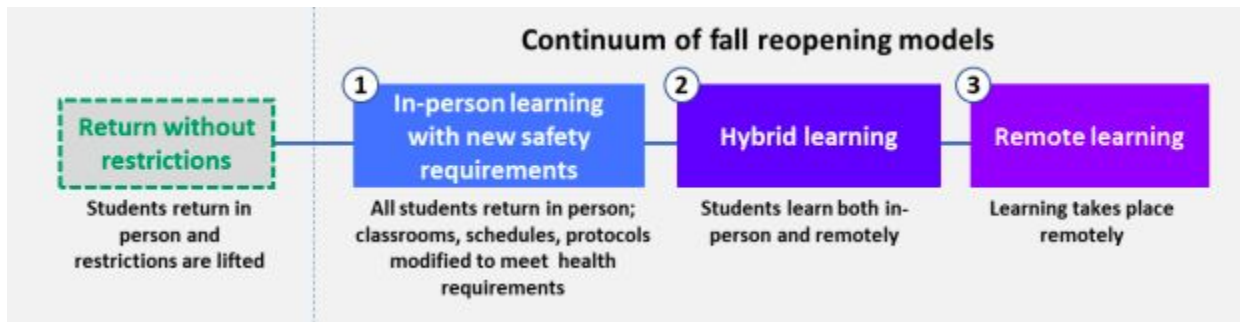 Continuum of fall reopening models
Return without
restrictions
Students return in
person and
restrictions are lifted
1
In-person learning
with new safety
requirements
All students return in person;
classrooms, schedules, protocols
modified to meet health
requirements
2
Hybrid learning
Students learn both in-
person and remotely
3
Remote learning
Learning takes place
remotely